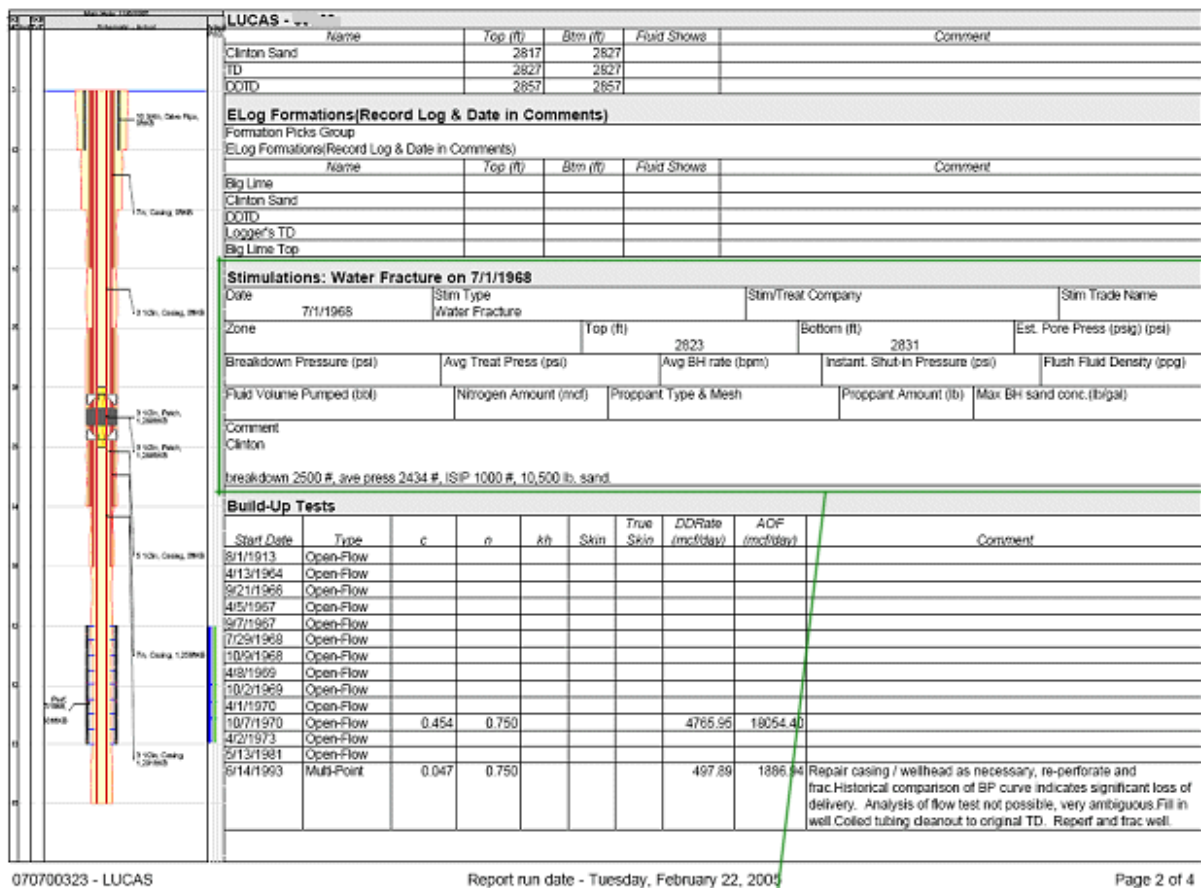 LUCAS -
Name Top (ft) Btm (ft) Fluid Shows Comment
Clinton Sand 2817 2827
TD 2827 2827
DDTD 2857 2857
ELog Formations(Record Log & Date in Comments)
Formation Picks Group
ELog Formations(Record Log & Date in Comments)
Name Top (ft) Btm (ft) Fluid Shows Comment
Big Lime
Clinton Sand
DDTD
Logger's TD
Big Lime Top
Stimulations: Water Fracture on 7/1/1968
Date Stim Type Stim/Treat Company Stim Trade Name
7/1/1968 Water Fracture
Zone Top (ft) Bottom (ft) Est. Pore Press (psig) (psi)
2823 2831
Breakdown Pressure (psi) Avg Treat Press (psi) Avg BH rate (bpm) Instant. Shut-in Pressure (psi) Flush Fluid Density (ppg)
Fluid Volume Pumped (bbl) Nitrogen Amount (mcf) Proppant Type & Mesh Proppant Amount (lb) Max BH sand conc.(lb/gal)
Comment
Clinton
breakdown 2500 #, ave press 2434 #, ISIP 1000 #, 10,500 lb. sand.
Build-Up Tests
Start Date Type c n kh Skin True Skin DDRate (mcf/day) AOF (mcf/day) Comment
8/1/1913 Open-Flow
4/13/1964 Open-Flow
9/21/1966 Open-Flow
4/5/1967 Open-Flow
9/7/1967 Open-Flow
7/29/1968 Open-Flow
10/9/1968 Open-Flow
4/8/1969 Open-Flow
10/2/1969 Open-Flow
4/1/1970 Open-Flow
10/7/1970 Open-Flow 0.454 0.750 4765.95 18054.40
4/2/1973 Open-Flow
5/13/1981 Open-Flow
6/14/1993 Multi-Point 0.047 0.750 497.89 1886.94 Repair casing / wellhead as necessary, re-perforate and
frac.Historical comparison of BP curve indicates significant loss of
delivery. Analysis of flow test not possible, very ambiguous.Fill in
well.Coiled tubing cleanout to original TD. Reperf and frac well.
070700323 - LUCAS Report run date - Tuesday, February 22, 2005 Page 2 of 4